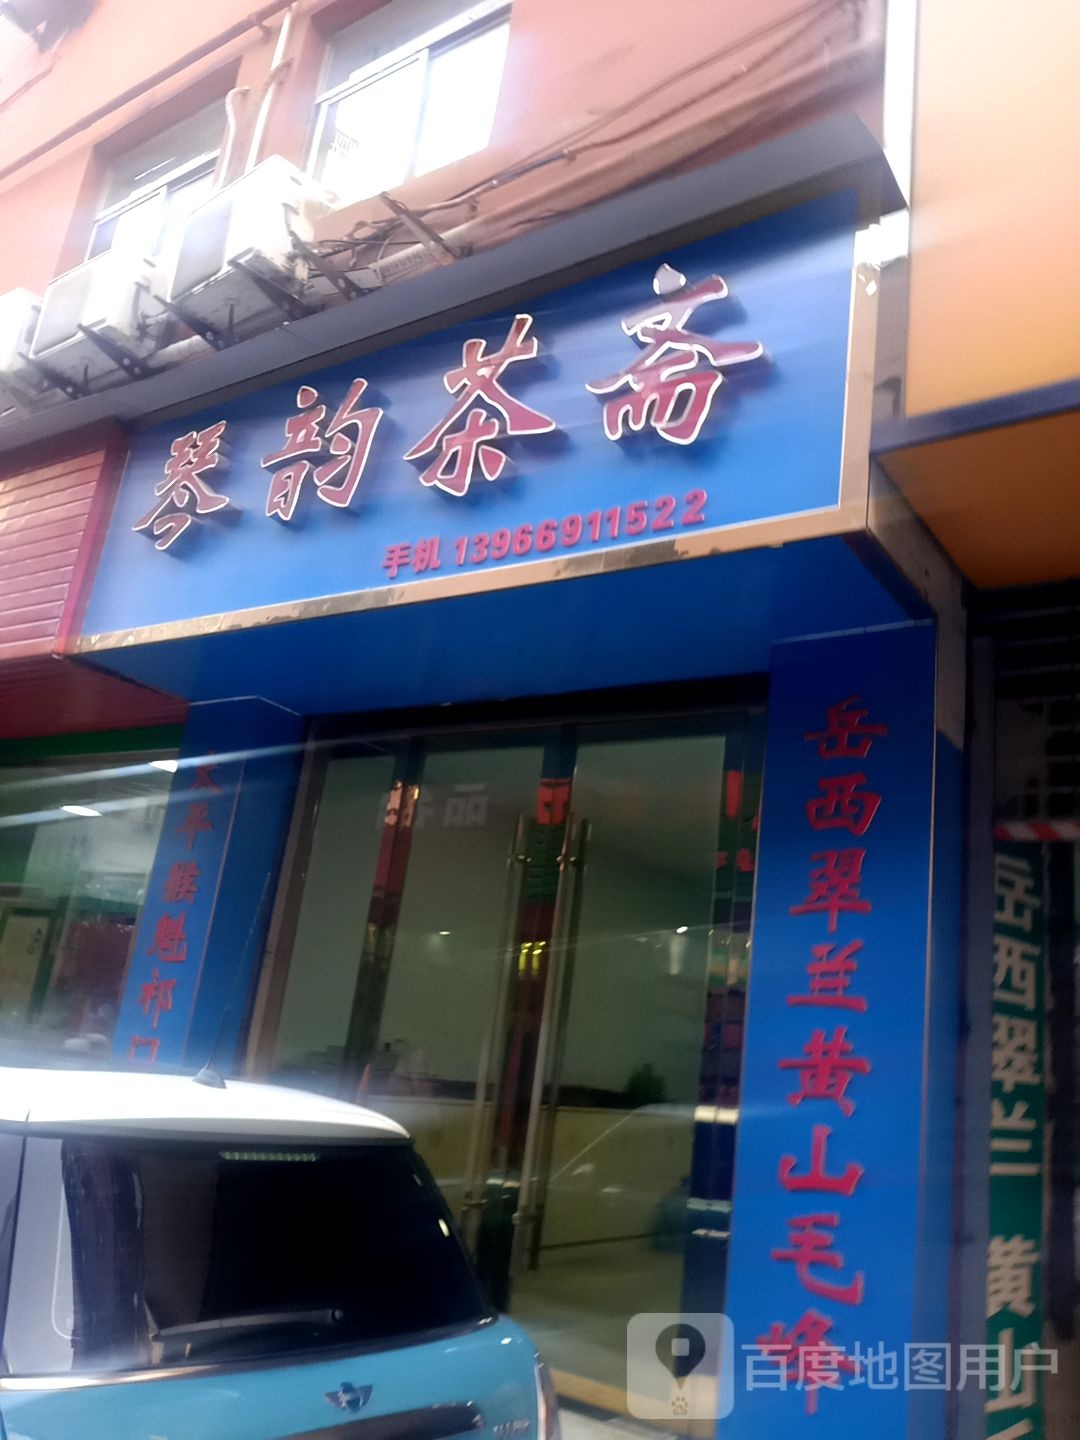 琴韵茶斋
手机 13966911522
太平猴魁祁门
岳西翠兰黄山毛峰
岳西翠兰 黄山
百度地图用户